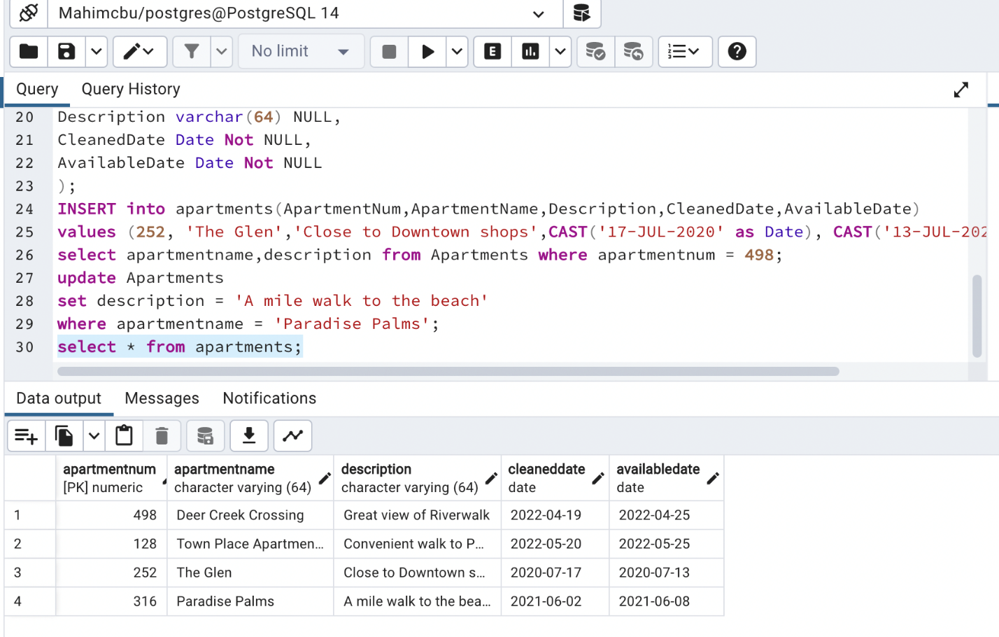 Mahimcbu/postgres@PostgreSQL 14
No limit
E
Query Query History
20 Description varchar(64) NULL,
21 CleanedDate Date Not NULL,
22 AvailableDate Date Not NULL
23 );
24 INSERT into apartments(ApartmentNum,ApartmentName,Description,CleanedDate,AvailableDate)
25 values (252, 'The Glen','Close to Downtown shops',CAST('17-JUL-2020' as Date), CAST('13-JUL-202
26 select apartmentname,description from Apartments where apartmentnum = 498;
27 update Apartments
28 set description = 'A mile walk to the beach'
29 where apartmentname = 'Paradise Palms';
30 select * from apartments;
Data output Messages Notifications
apartmentnum apartmentname description cleaneddate availabledate
[PK] numeric character varying (64) character varying (64) date date
1 498 Deer Creek Crossing Great view of Riverwalk 2022-04-19 2022-04-25
2 128 Town Place Apartmen... Convenient walk to P... 2022-05-20 2022-05-25
3 252 The Glen Close to Downtown s... 2020-07-17 2020-07-13
4 316 Paradise Palms A mile walk to the bea... 2021-06-02 2021-06-08